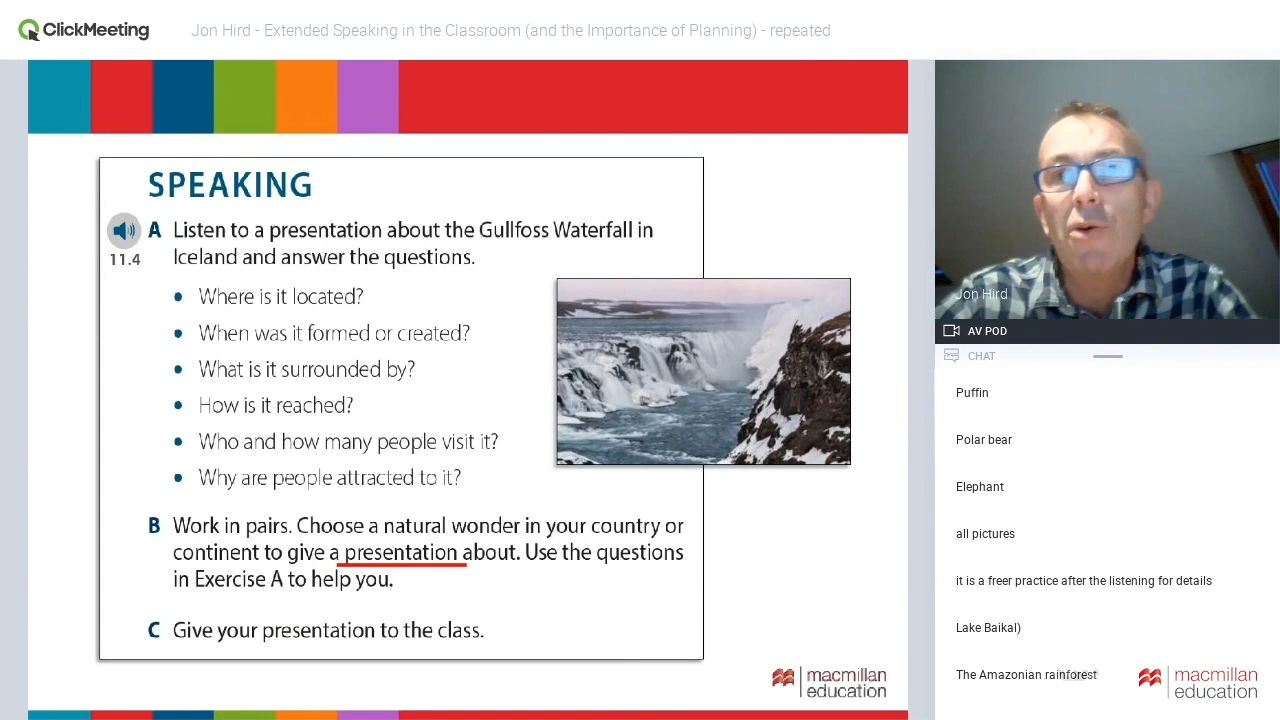 ClickMeeting
Jon Hird - Extended Speaking in the Classroom (and the Importance of Planning) - repeated
SPEAKING
11.4
A Listen to a presentation about the Gullfoss Waterfall in
Iceland and answer the questions.
• Where is it located?
• When was it formed or created?
• What is it surrounded by?
• How is it reached?
• Who and how many people visit it?
• Why are people attracted to it?
B Work in pairs. Choose a natural wonder in your country or
continent to give a presentation about. Use the questions
in Exercise A to help you.
C Give your presentation to the class.
macmillan
education
Jon Hird
AV POD
CHAT
Puffin
Polar bear
Elephant
all pictures
it is a freer practice after the listening for details
Lake Baikal)
The Amazonian rainforest
macmillan
education